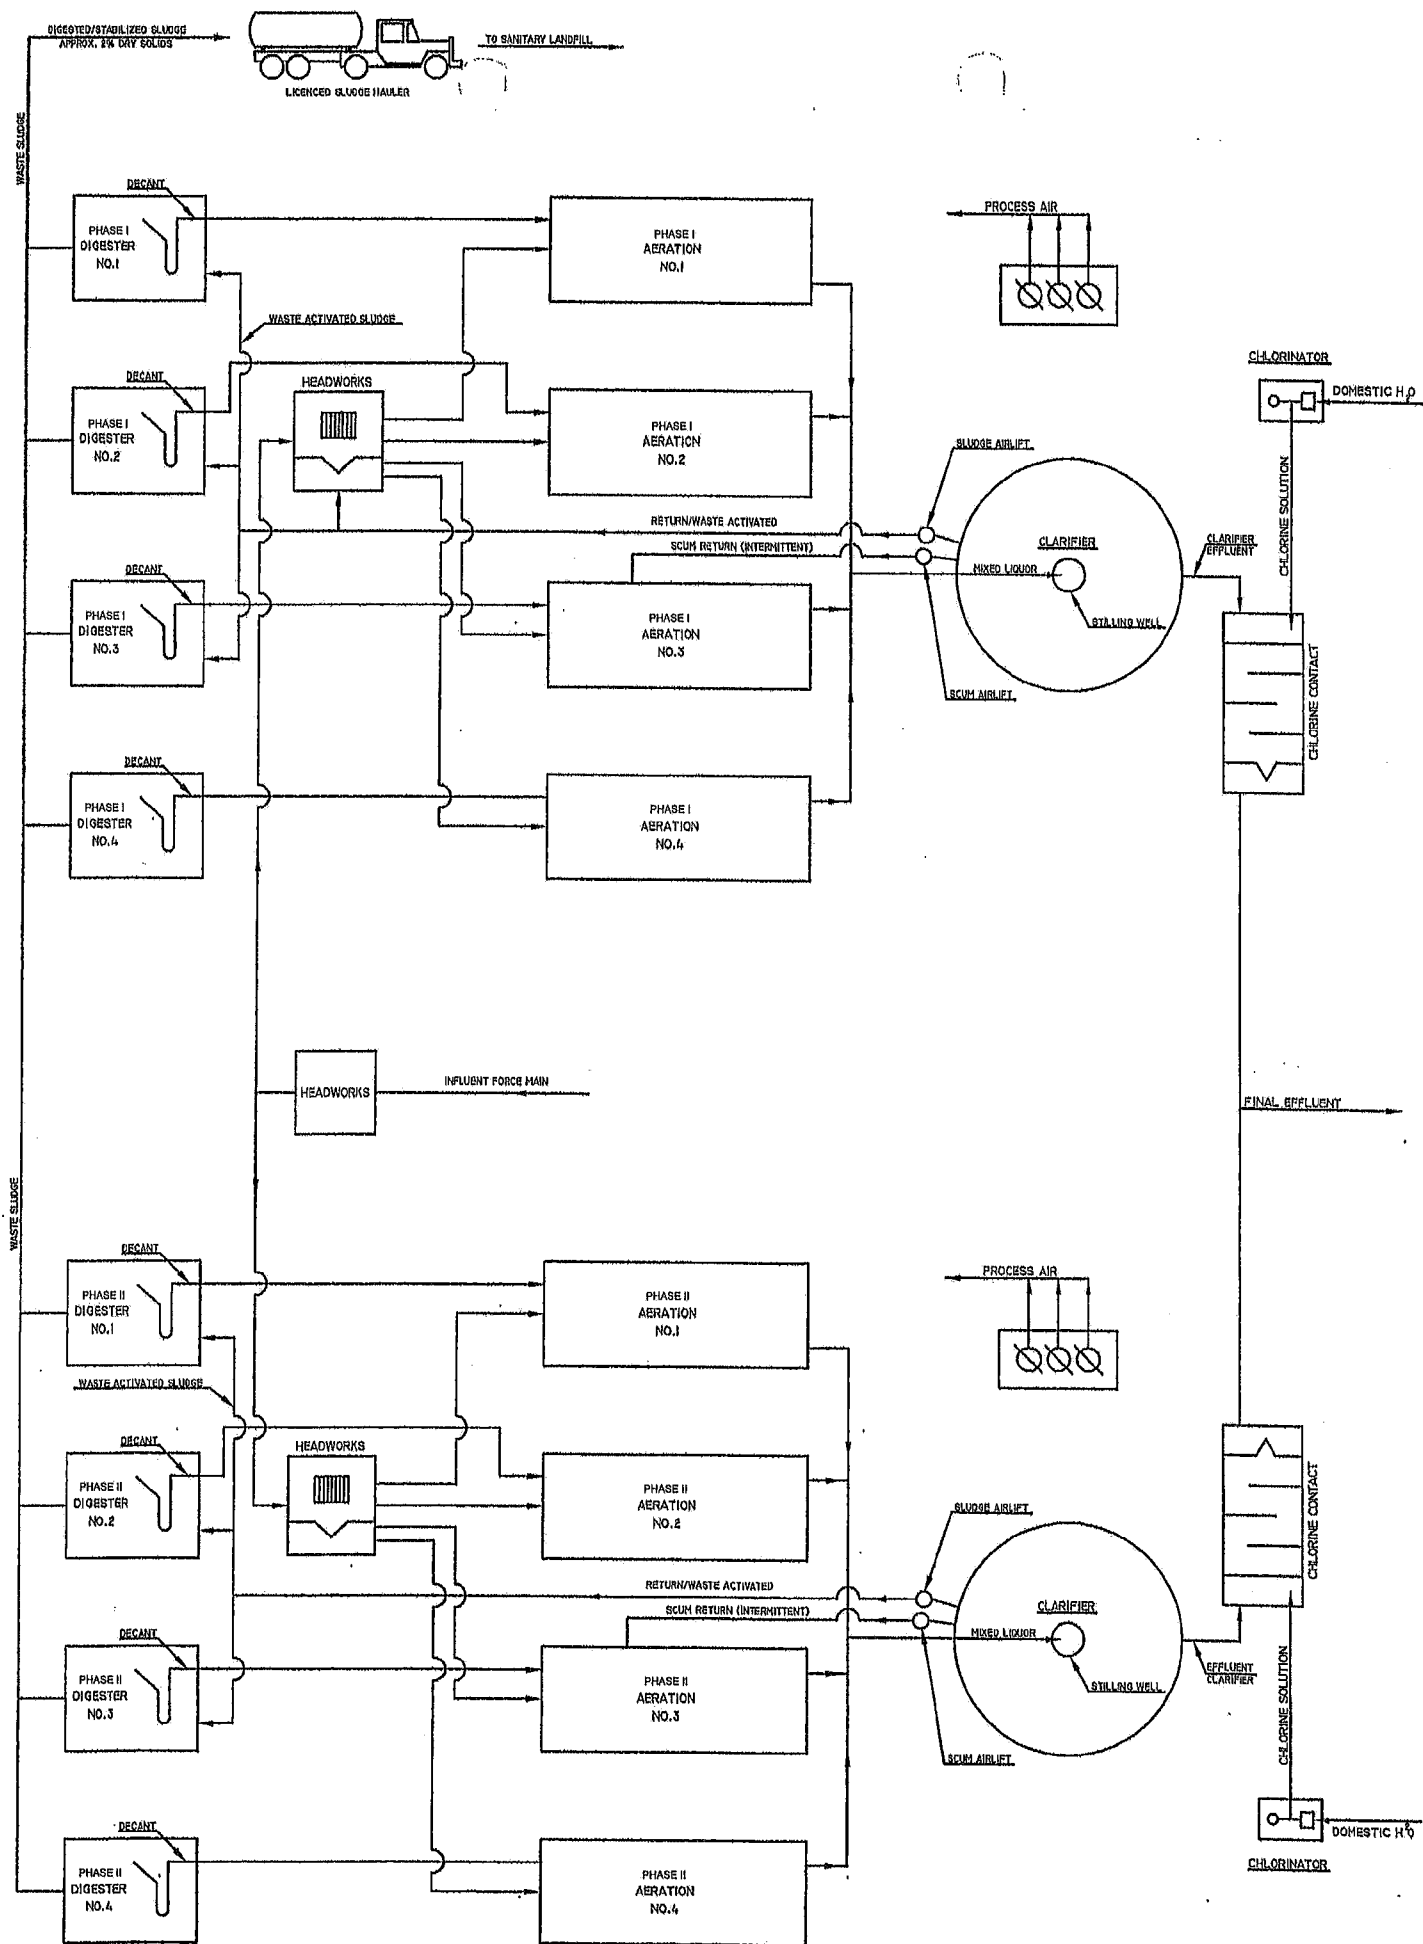 DIGESTED/STABILIZED SLUDGE
APPROX. 2% DRY SOLIDS
TO SANITARY LANDFILL
LICENCED SLUDGE HAULER
WASTE SLUDGE
DECANT
PHASE I
DIGESTER
NO.1
PHASE I
AERATION
NO.1
PROCESS AIR
WASTE ACTIVATED SLUDGE
DECANT
PHASE I
DIGESTER
NO.2
HEADWORKS
PHASE I
AERATION
NO.2
CHLORINATOR
DOMESTIC H2O
SLUDGE AIRLIFT
CHLORINE SOLUTION
RETURN/WASTE ACTIVATED
SCUM RETURN (INTERMITTENT)
CLARIFIER
MIXED LIQUOR
STILLING WELL
CLARIFIER
EFFLUENT
DECANT
PHASE I
DIGESTER
NO.3
PHASE I
AERATION
NO.3
SCUM AIRLIFT
CHLORINE CONTACT
DECANT
PHASE I
DIGESTER
NO.4
PHASE I
AERATION
NO.4
HEADWORKS
INFLUENT FORCE MAIN
FINAL EFFLUENT
WASTE SLUDGE
DECANT
PHASE II
DIGESTER
NO.1
PHASE II
AERATION
NO.1
PROCESS AIR
WASTE ACTIVATED SLUDGE
DECANT
PHASE II
DIGESTER
NO.2
HEADWORKS
PHASE II
AERATION
NO.2
SLUDGE AIRLIFT
CHLORINE CONTACT
RETURN/WASTE ACTIVATED
SCUM RETURN (INTERMITTENT)
CLARIFIER
MIXED LIQUOR
STILLING WELL
EFFLUENT
CLARIFIER
DECANT
PHASE II
DIGESTER
NO.3
PHASE II
AERATION
NO.3
SCUM AIRLIFT
CHLORINE SOLUTION
DECANT
PHASE II
DIGESTER
NO.4
PHASE II
AERATION
NO.4
DOMESTIC H2O
CHLORINATOR